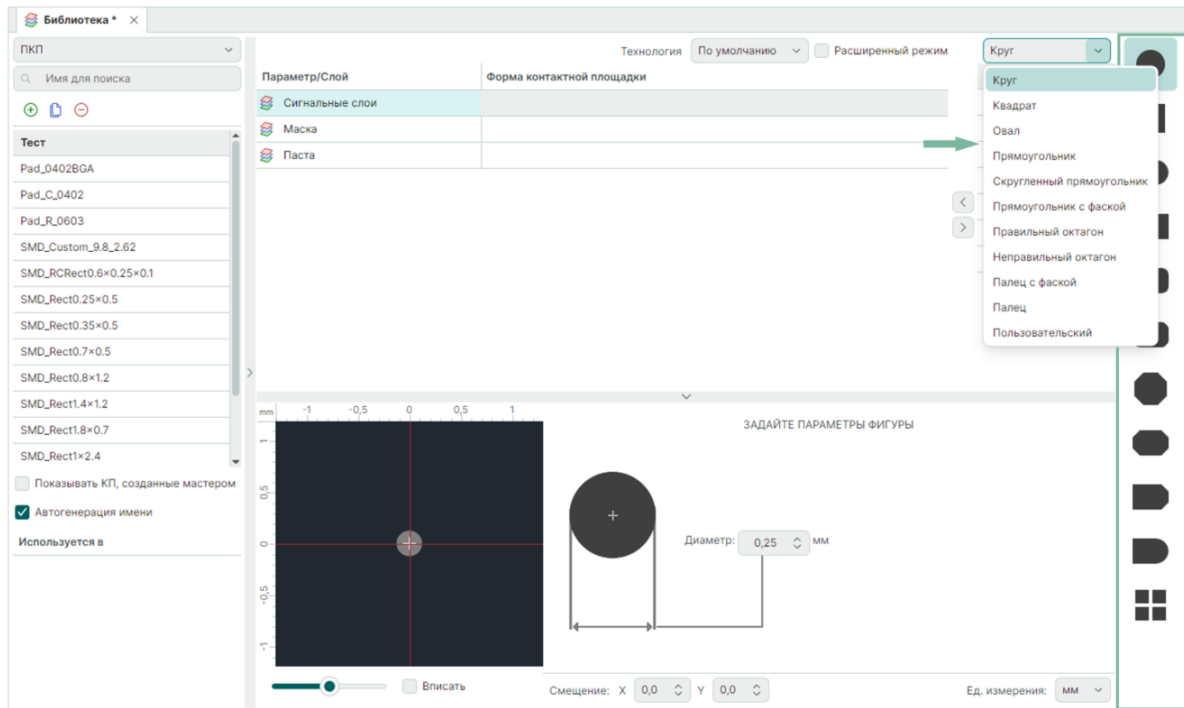 Библиотека *
ПКП
Технология По умолчанию Расширенный режим Круг
Имя для поиска
Параметр/Слой Форма контактной площадки
Сигнальные слои
Маска
Паста
Круг
Квадрат
Овал
Прямоугольник
Скругленный прямоугольник
Прямоугольник с фаской
Правильный октагон
Неправильный октагон
Палец с фаской
Палец
Пользовательский
Тест
Pad_0402BGA
Pad_C_0402
Pad_R_0603
SMD_Custom_9.8_2.62
SMD_RCRect0.6×0.25×0.1
SMD_Rect0.25×0.5
SMD_Rect0.35×0.5
SMD_Rect0.7×0.5
SMD_Rect0.8×1.2
SMD_Rect1.4×1.2
SMD_Rect1.8×0.7
SMD_Rect1×2.4
Показывать КП, созданные мастером
Автогенерация имени
Используется в
mm -1 -0,5 0 0,5 1
1
0,5
0
-0,5
-1
ЗАДАЙТЕ ПАРАМЕТРЫ ФИГУРЫ
Диаметр: 0,25 мм
Вписать
Смещение: X 0,0 Y 0,0
Ед. измерения: мм